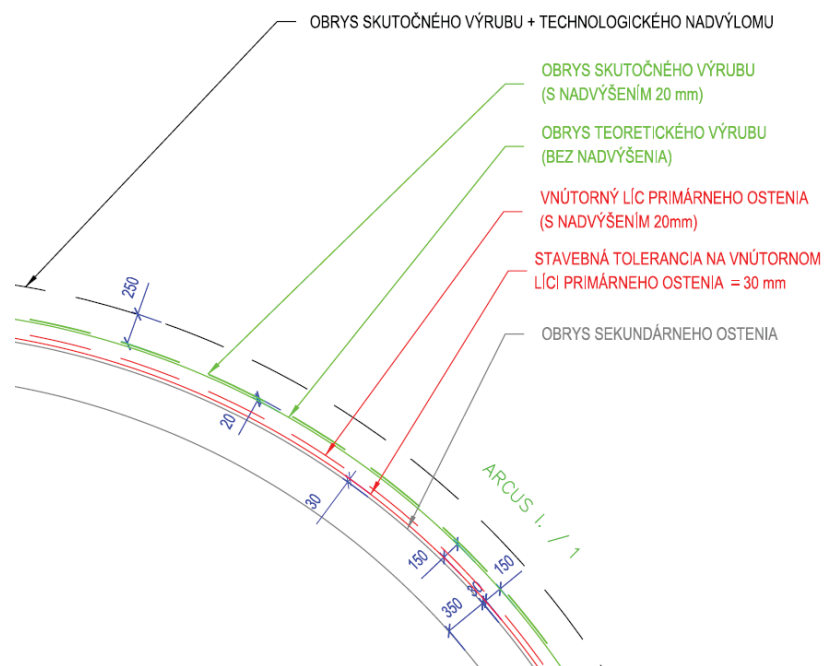 OBRYS SKUTOČNÉHO VÝRUBU + TECHNOLOGICKÉHO NADVÝLOMU
OBRYS SKUTOČNÉHO VÝRUBU
(S NADVÝŠENÍM 20 mm)
OBRYS TEORETICKÉHO VÝRUBU
(BEZ NADVÝŠENIA)
VNÚTORNÝ LÍC PRIMÁRNEHO OSTENIA
(S NADVÝŠENÍM 20mm)
STAVEBNÁ TOLERANCIA NA VNÚTORNOM
LÍCI PRIMÁRNEHO OSTENIA = 30 mm
OBRYS SEKUNDÁRNEHO OSTENIA
250
20
30
ARCUS I. / 1
150
150
30
350